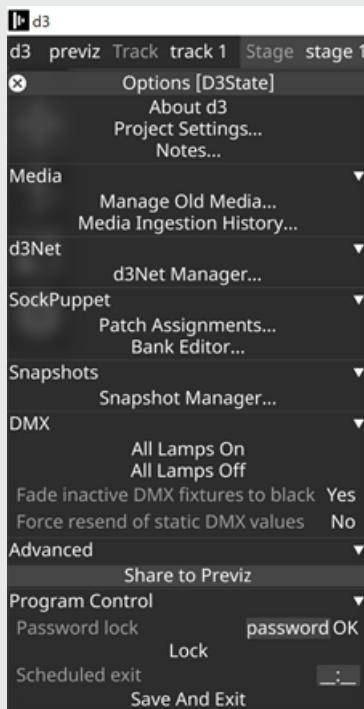 d3
d3 previz Track track 1 Stage stage 1
Options [D3State]
About d3
Project Settings...
Notes...
Media
Manage Old Media...
Media Ingestion History...
d3Net
d3Net Manager...
SockPuppet
Patch Assignments...
Bank Editor...
Snapshots
Snapshot Manager...
DMX
All Lamps On
All Lamps Off
Fade inactive DMX fixtures to black Yes
Force resend of static DMX values No
Advanced
Share to Previz
Program Control
Password lock password OK
Lock
Scheduled exit __:__
Save And Exit